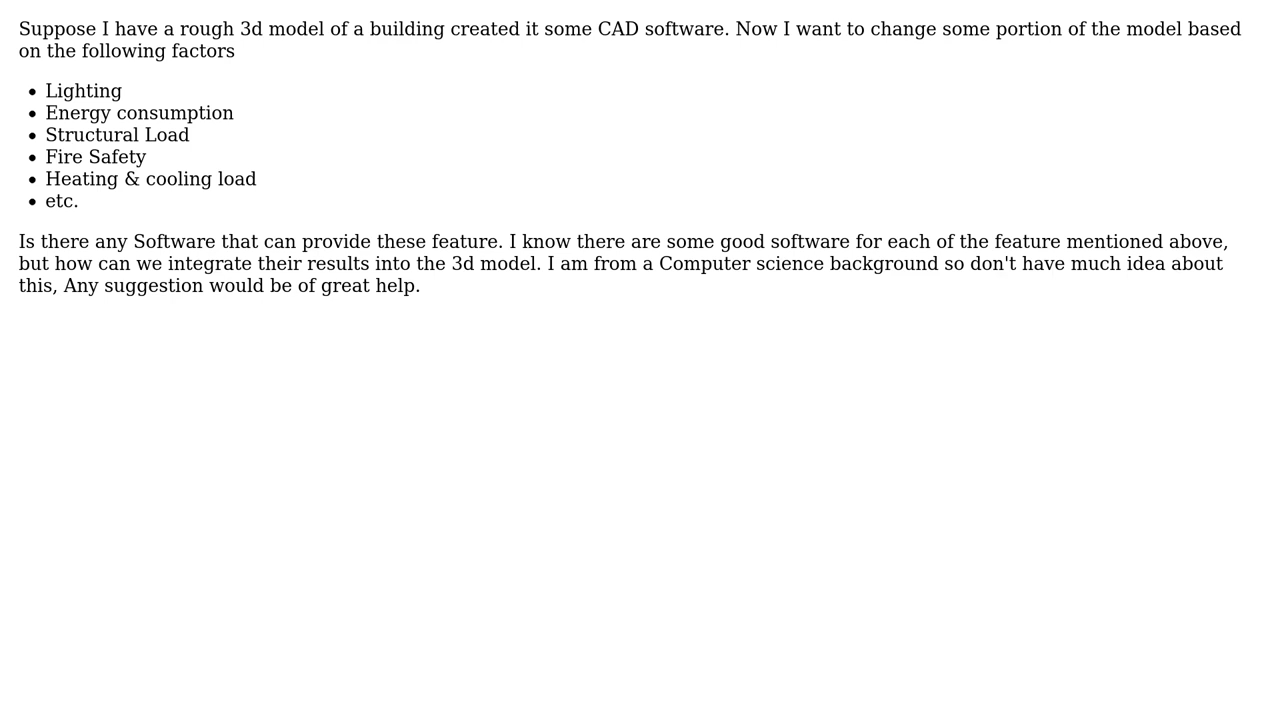 Suppose I have a rough 3d model of a building created it some CAD software. Now I want to change some portion of the model based
on the following factors
• Lighting
• Energy consumption
• Structural Load
• Fire Safety
• Heating & cooling load
• etc.
Is there any Software that can provide these feature. I know there are some good software for each of the feature mentioned above,
but how can we integrate their results into the 3d model. I am from a Computer science background so don't have much idea about
this, Any suggestion would be of great help.